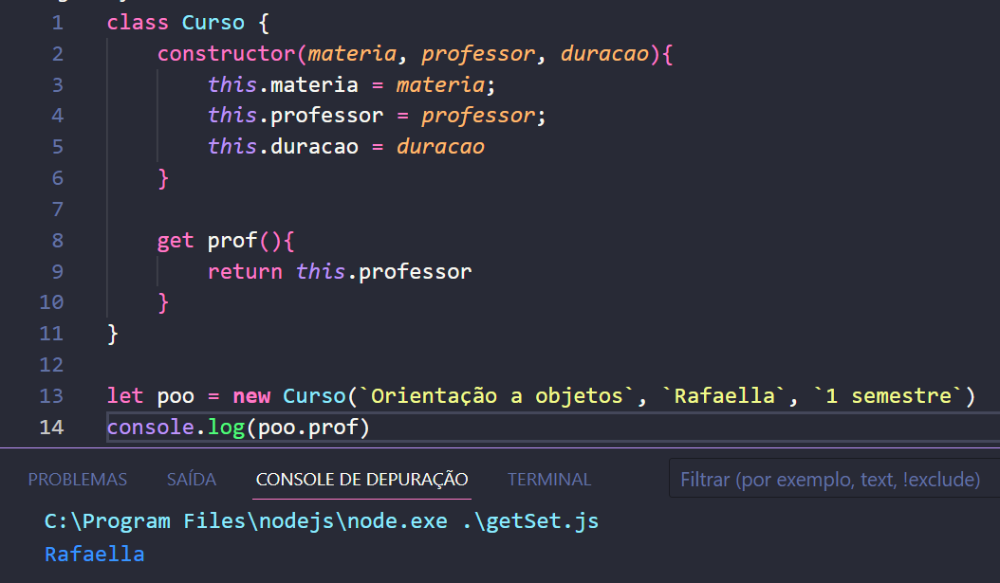 1 class Curso {
2 constructor(materia, professor, duracao){
3 this.materia = materia;
4 this.professor = professor;
5 this.duracao = duracao
6 }
7
8 get prof(){
9 return this.professor
10 }
11 }
12
13 let poo = new Curso(`Orientação a objetos`, `Rafaella`, `1 semestre`)
14 console.log(poo.prof)
PROBLEMAS SAÍDA CONSOLE DE DEPURAÇÃO TERMINAL Filtrar (por exemplo, text, !exclude)
C:\Program Files\nodejs\node.exe .\getSet.js
Rafaella